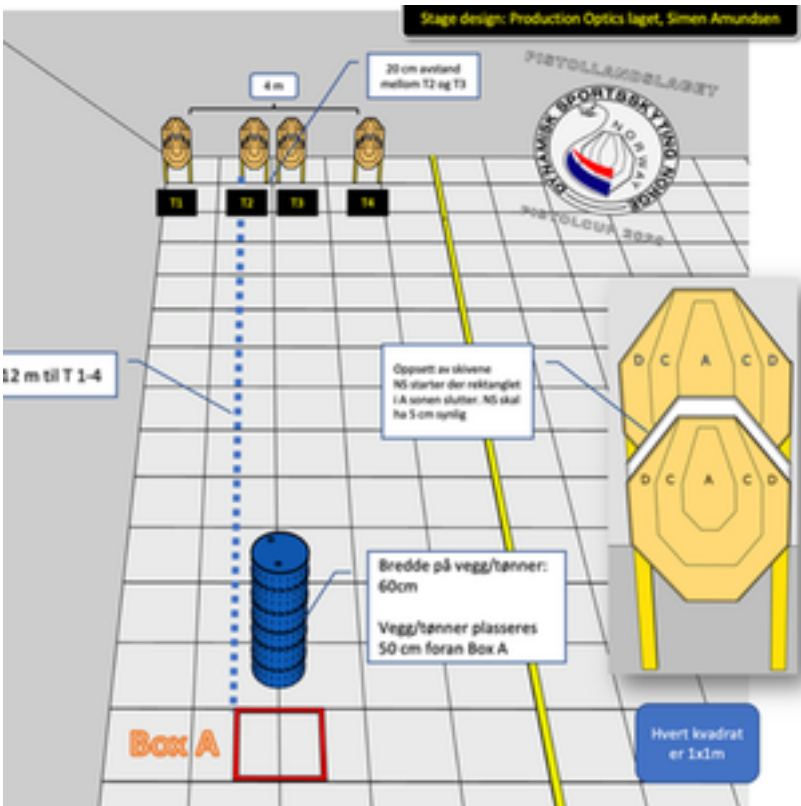 Stage design: Production Optics laget, Simen Amundsen
PISTOLLANDSLAGET
20 cm avstand
mellom T2 og T3
4 m
DYNAMISK SPORTSSKYTING NORGE
NORWAY
T1
T2
T3
T4
PISTOLCUP 2020
12 m til T 1-4
Oppsett av skivene
NS starter der rektanglet
i A sonen slutter. NS skal
ha 5 cm synlig
D C A C D
D C A C D
Bredde på vegg/tønner:
60cm
Vegg/tønner plasseres
50 cm foran Box A
Box A
Hvert kvadrat
er 1x1m